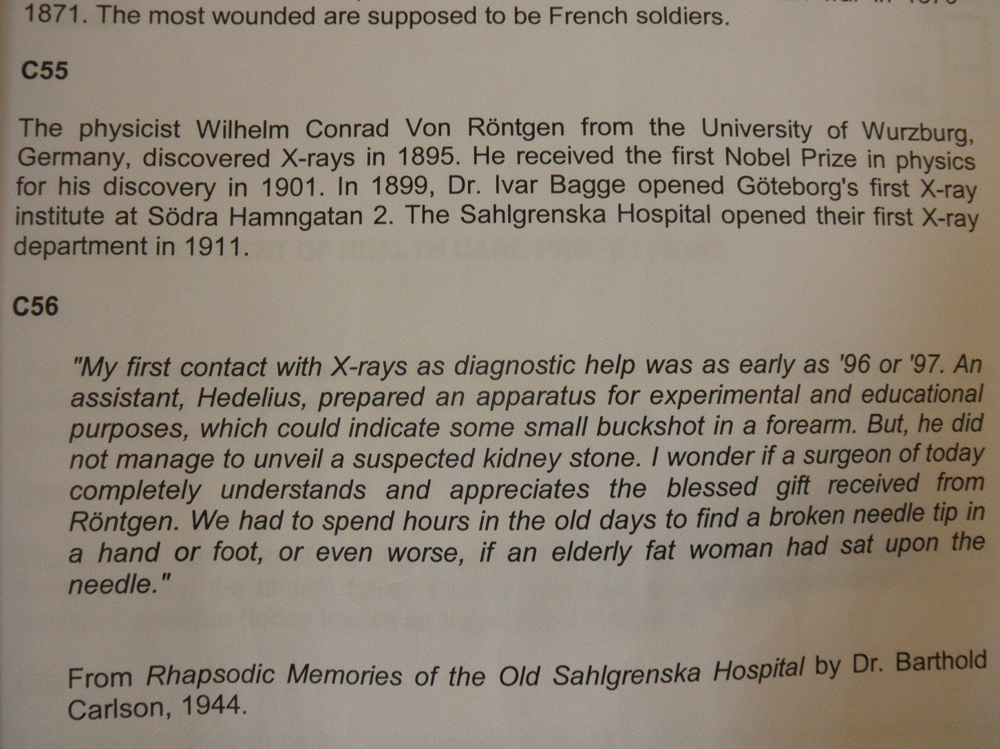 1871. The most wounded are supposed to be French soldiers.
C55
The physicist Wilhelm Conrad Von Röntgen from the University of Wurzburg,
Germany, discovered X-rays in 1895. He received the first Nobel Prize in physics
for his discovery in 1901. In 1899, Dr. Ivar Bagge opened Göteborg's first X-ray
institute at Södra Hamngatan 2. The Sahlgrenska Hospital opened their first X-ray
department in 1911.
C56
"My first contact with X-rays as diagnostic help was as early as '96 or '97. An
assistant, Hedelius, prepared an apparatus for experimental and educational
purposes, which could indicate some small buckshot in a forearm. But, he did
not manage to unveil a suspected kidney stone. I wonder if a surgeon of today
completely understands and appreciates the blessed gift received from
Röntgen. We had to spend hours in the old days to find a broken needle tip in
a hand or foot, or even worse, if an elderly fat woman had sat upon the
needle."
From Rhapsodic Memories of the Old Sahlgrenska Hospital by Dr. Barthold
Carlson, 1944.